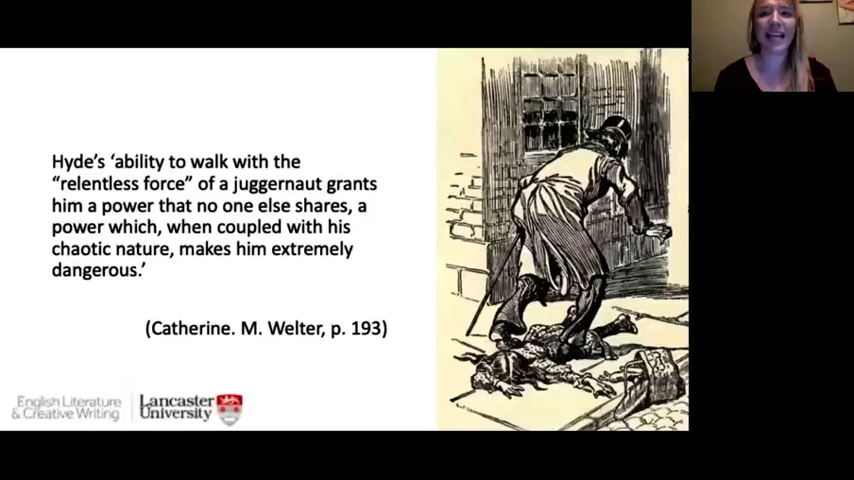 Hyde's 'ability to walk with the
"relentless force" of a juggernaut grants
him a power that no one else shares, a
power which, when coupled with his
chaotic nature, makes him extremely
dangerous.'
(Catherine. M. Welter, p. 193)
English Literature
& Creative Writing
Lancaster
University